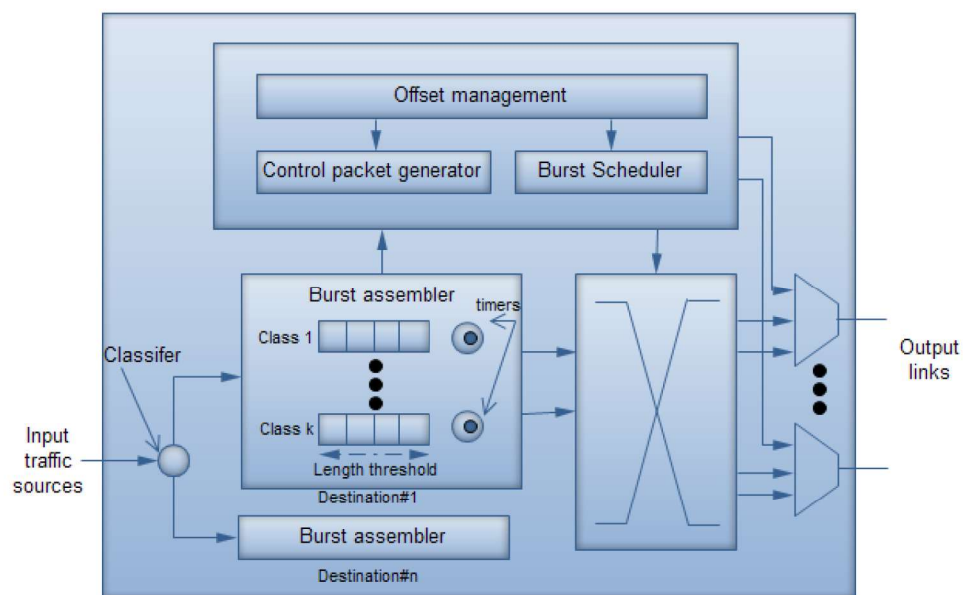 Offset management
Control packet generator
Burst Scheduler
Burst assembler
timers
Class 1
Classifer
Class k
Length threshold
Destination#1
Input
traffic
sources
Output
links
Burst assembler
Destination#n